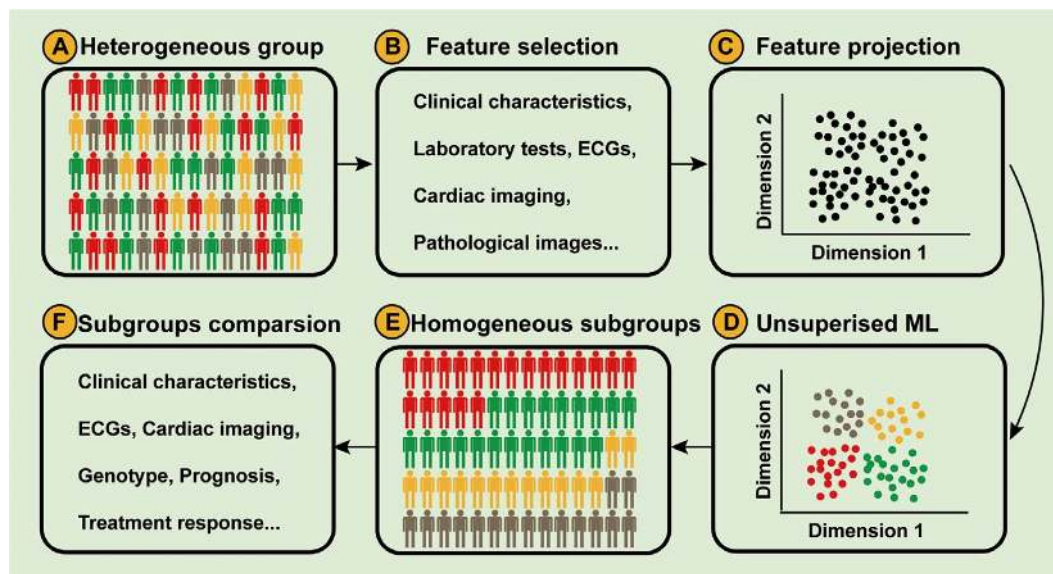 A Heterogeneous group
B Feature selection
Clinical characteristics,
Laboratory tests, ECGs,
Cardiac imaging,
Pathological images...
C Feature projection
Dimension 2
Dimension 1
F Subgroups comparsion
Clinical characteristics,
ECGs, Cardiac imaging,
Genotype, Prognosis,
Treatment response...
E Homogeneous subgroups
D Unsuperised ML
Dimension 2
Dimension 1